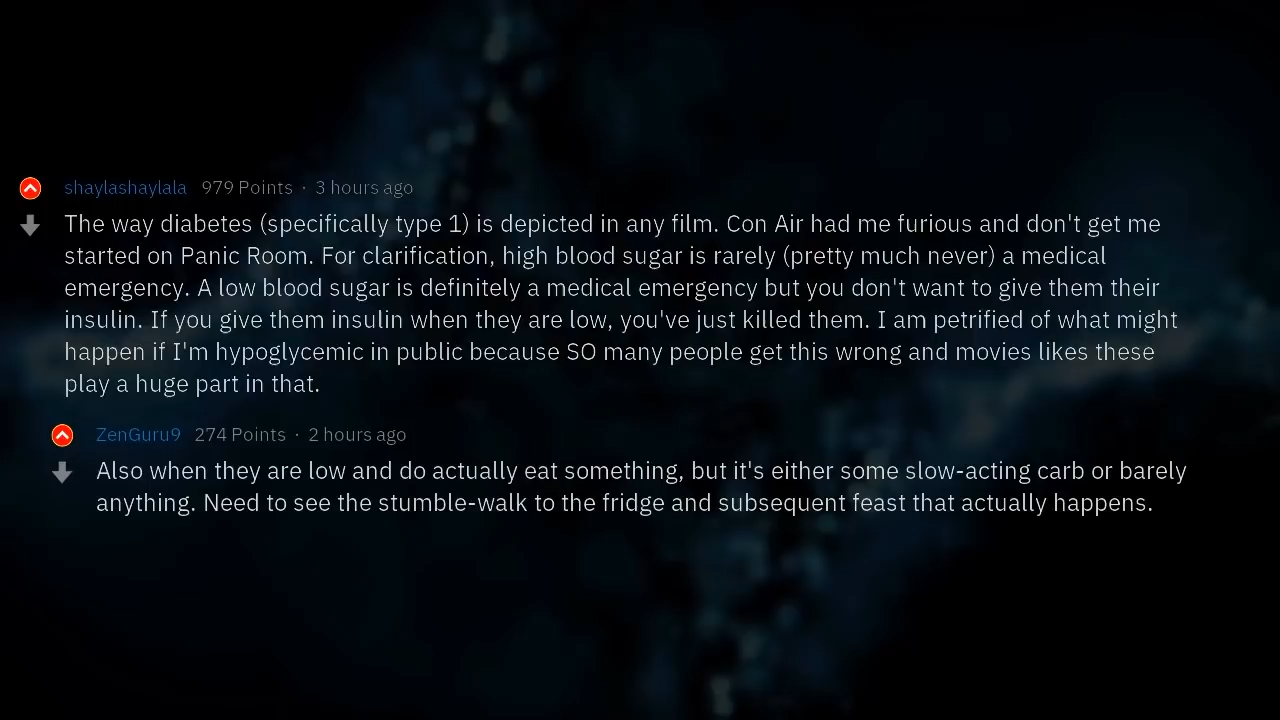 shaylashaylala 979 Points · 3 hours ago
The way diabetes (specifically type 1) is depicted in any film. Con Air had me furious and don't get me
started on Panic Room. For clarification, high blood sugar is rarely (pretty much never) a medical
emergency. A low blood sugar is definitely a medical emergency but you don't want to give them their
insulin. If you give them insulin when they are low, you've just killed them. I am petrified of what might
happen if I'm hypoglycemic in public because SO many people get this wrong and movies likes these
play a huge part in that.
ZenGuru9 274 Points · 2 hours ago
Also when they are low and do actually eat something, but it's either some slow-acting carb or barely
anything. Need to see the stumble-walk to the fridge and subsequent feast that actually happens.